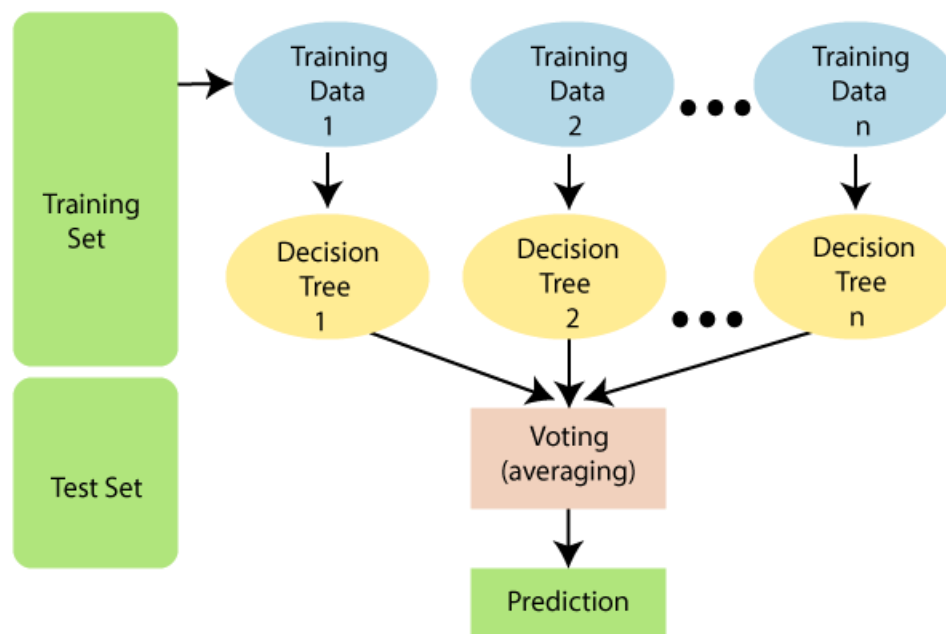 Training
Set
Test Set
Training
Data
1
Training
Data
2
Training
Data
n
Decision
Tree
1
Decision
Tree
2
Decision
Tree
n
Voting
(averaging)
Prediction